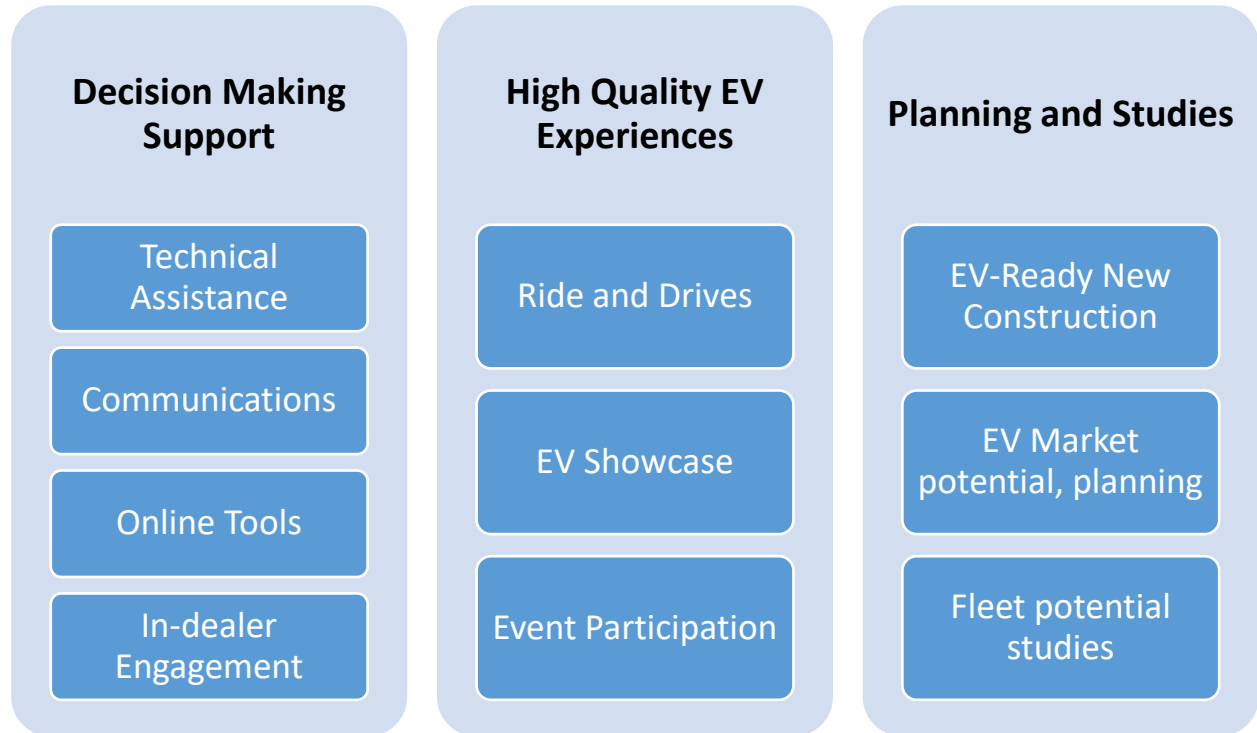 Decision Making
Support
Technical
Assistance
Communications
Online Tools
In-dealer
Engagement
High Quality EV
Experiences
Ride and Drives
EV Showcase
Event Participation
Planning and Studies
EV-Ready New
Construction
EV Market
potential, planning
Fleet potential
studies